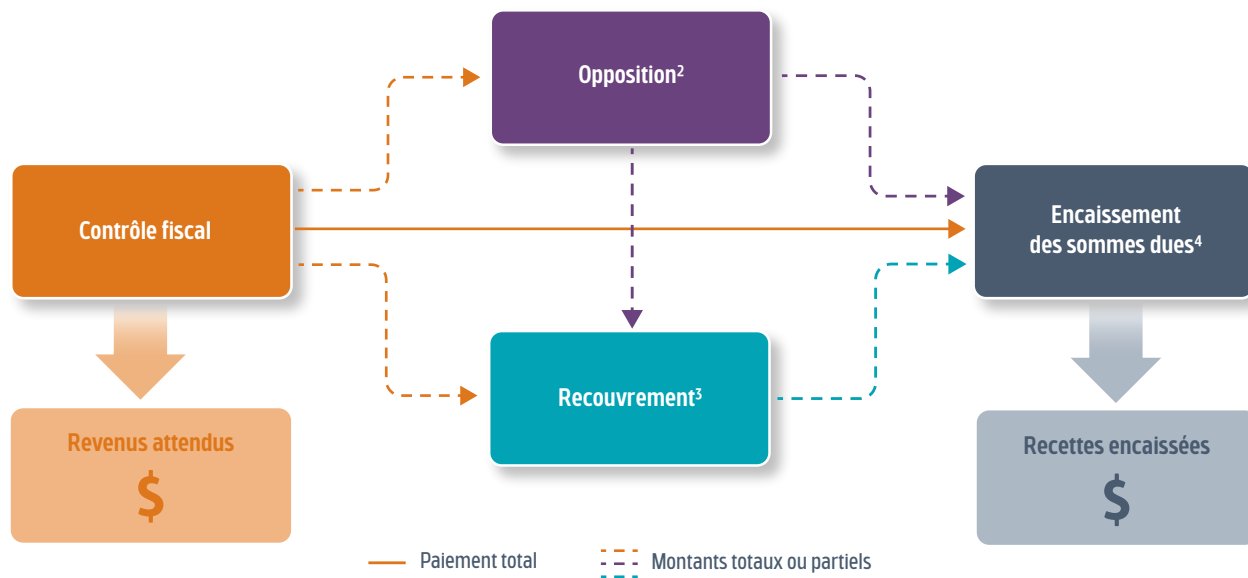 Opposition²
Contrôle fiscal
Encaissement
des sommes dues⁴
Recouvrement³
Revenus attendus
$
Recettes encaissées
$
Paiement total
Montants totaux ou partiels